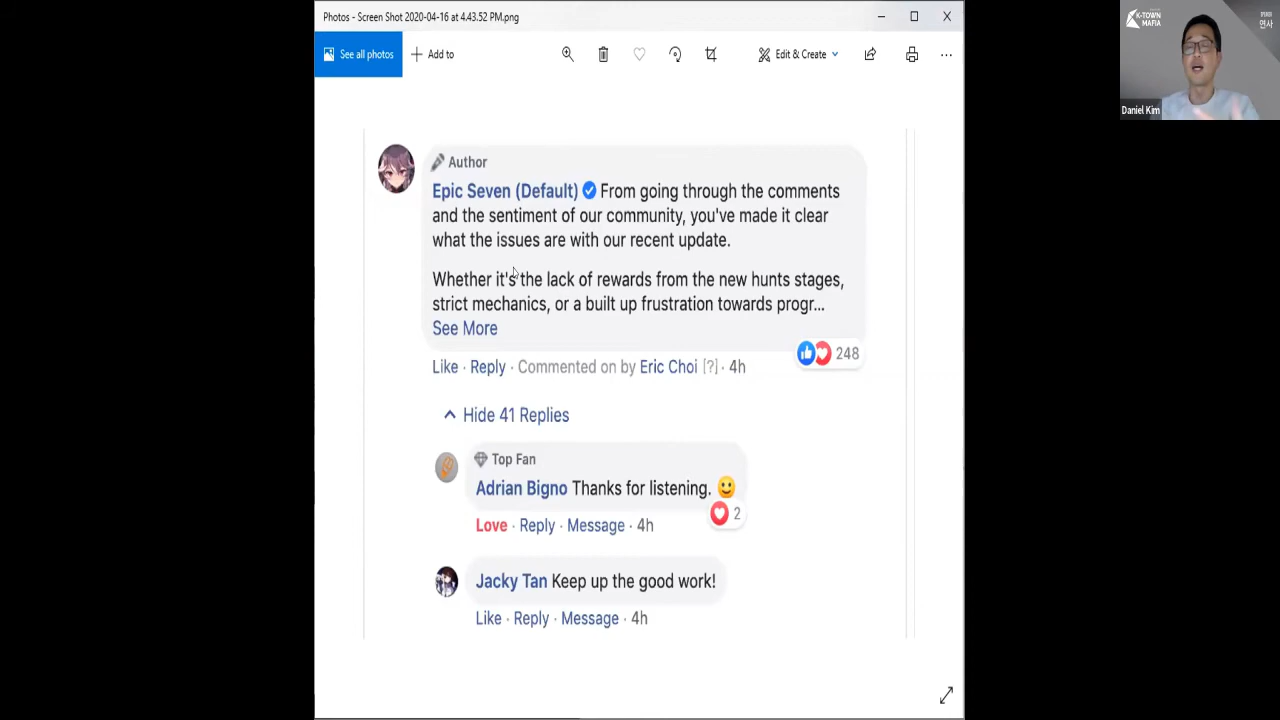 Photos - Screen Shot 2020-04-16 at 4.43.52 PM.png
See all photos
Add to
Edit & Create
Author
Epic Seven (Default) From going through the comments
and the sentiment of our community, you've made it clear
what the issues are with our recent update.
Whether it's the lack of rewards from the new hunts stages,
strict mechanics, or a built up frustration towards progr...
See More
248
Like · Reply · Commented on by Eric Choi [?] · 4h
Hide 41 Replies
Top Fan
Adrian Bigno Thanks for listening. 🙂
2
Love · Reply · Message · 4h
Jacky Tan Keep up the good work!
Like · Reply · Message · 4h
K-TOWN
MAFIA
연사
Daniel Kim